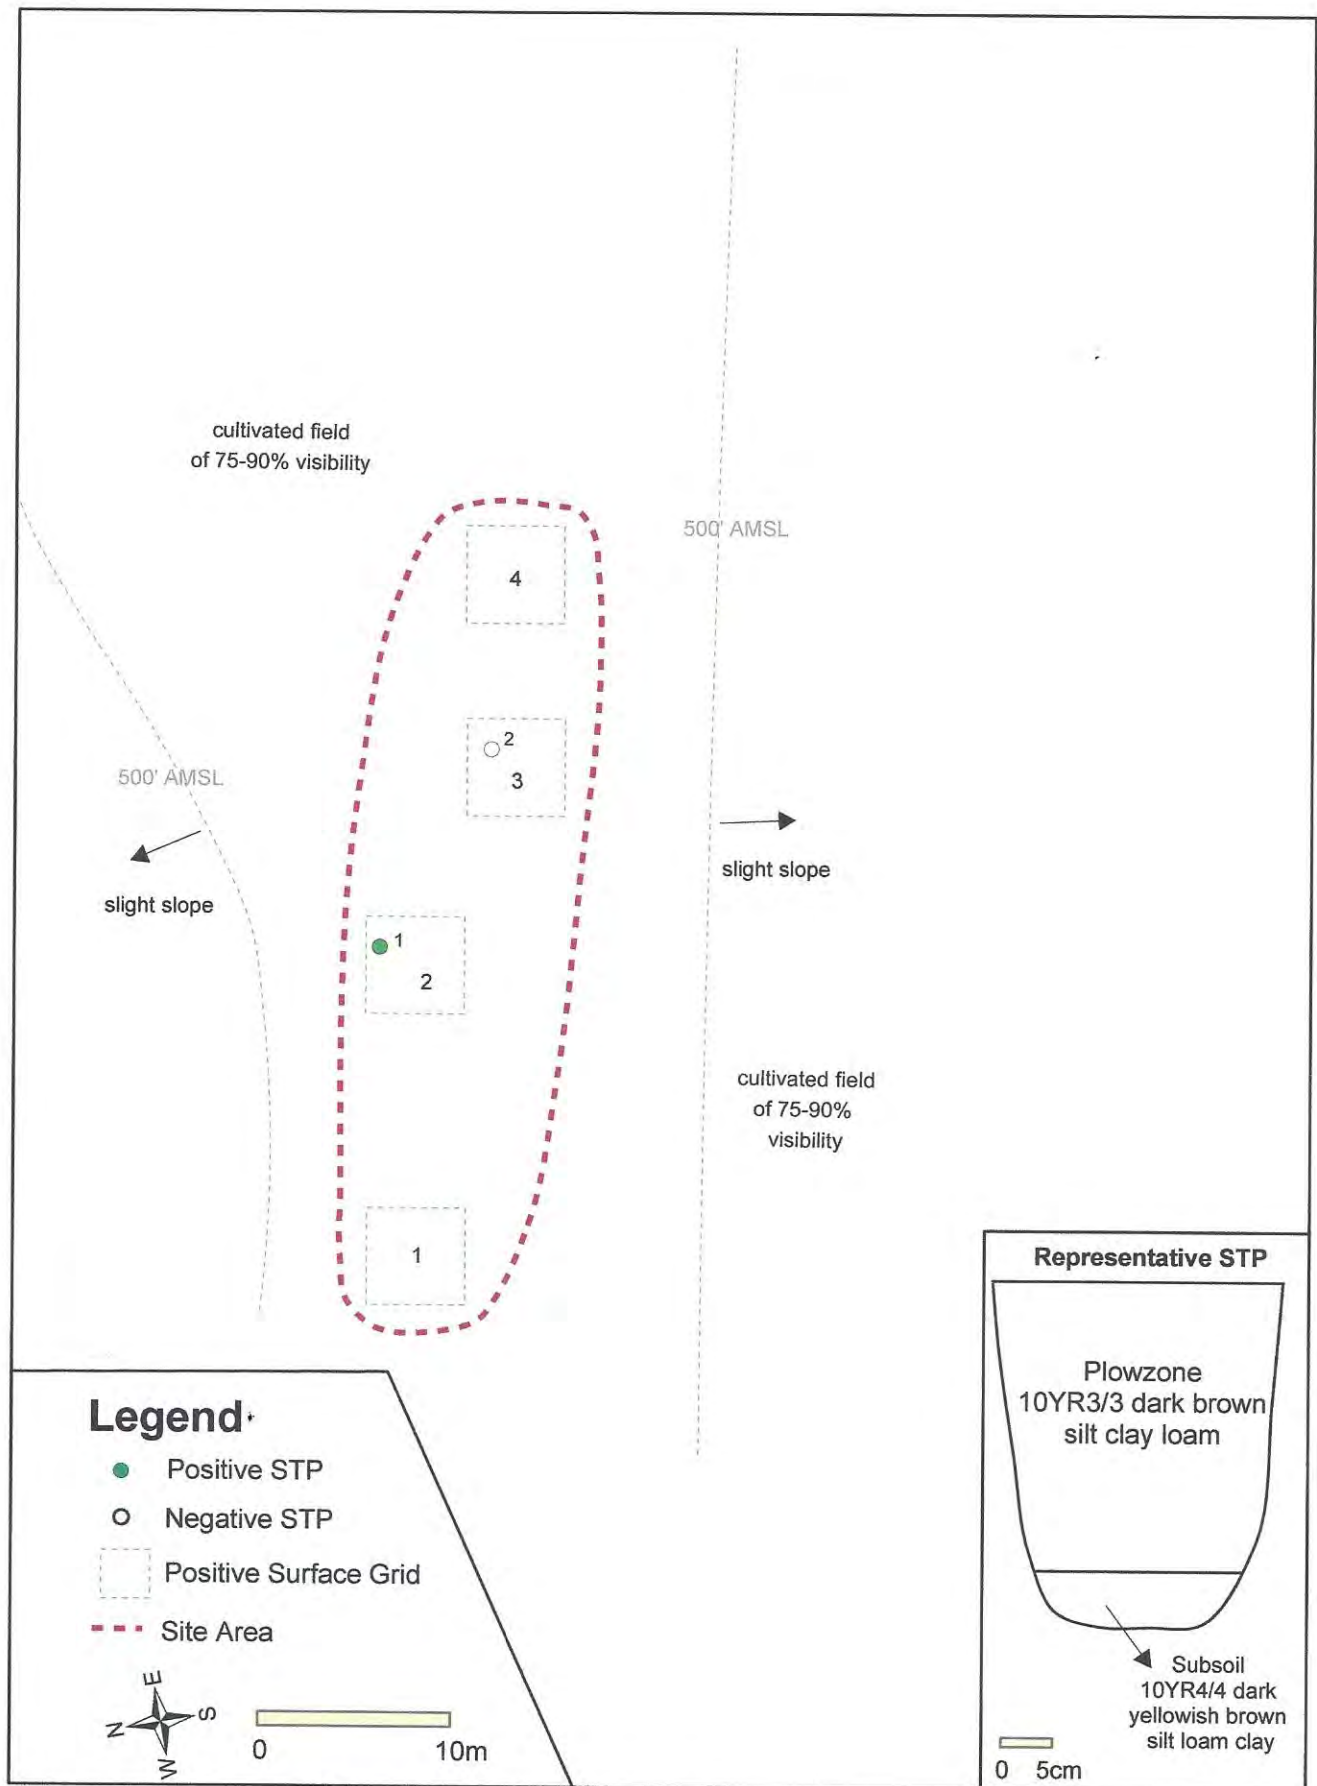 cultivated field
of 75-90% visibility
500' AMSL
4
2
3
500' AMSL
slight slope
slight slope
1
2
cultivated field
of 75-90%
visibility
1
Representative STP
Plowzone
10YR3/3 dark brown
silt clay loam
Subsoil
10YR4/4 dark
yellowish brown
silt loam clay
0 5cm
Legend
Positive STP
Negative STP
Positive Surface Grid
Site Area
E
N
S
W
0 10m